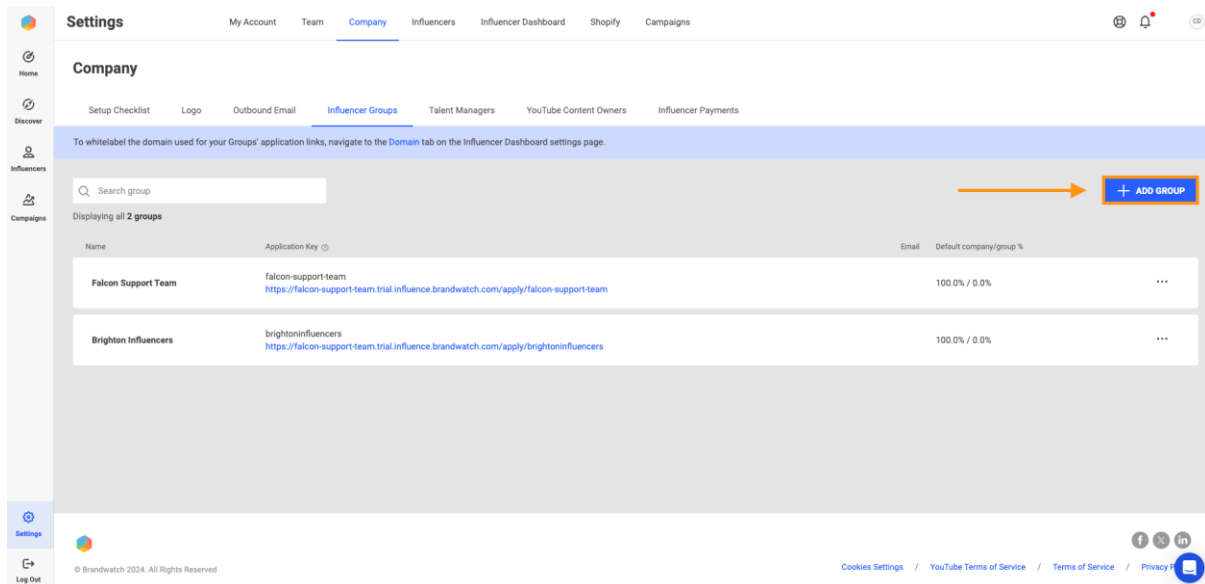 Settings
My Account Team Company Influencers Influencer Dashboard Shopify Campaigns
CD
Home
Discover
Influencers
Campaigns
Settings
Log Out
Company
Setup Checklist Logo Outbound Email Influencer Groups Talent Managers YouTube Content Owners Influencer Payments
To whitelabel the domain used for your Groups' application links, navigate to the Domain tab on the Influencer Dashboard settings page.
Search group
ADD GROUP
Displaying all 2 groups
Name Application Key Email Default company/group %
Falcon Support Team
falcon-support-team
https://falcon-support-team.trial.influence.brandwatch.com/apply/falcon-support-team
100.0% / 0.0%
Brighton Influencers
brightoninfluencers
https://falcon-support-team.trial.influence.brandwatch.com/apply/brightoninfluencers
100.0% / 0.0%
© Brandwatch 2024. All Rights Reserved
Cookies Settings / YouTube Terms of Service / Terms of Service / Privacy P